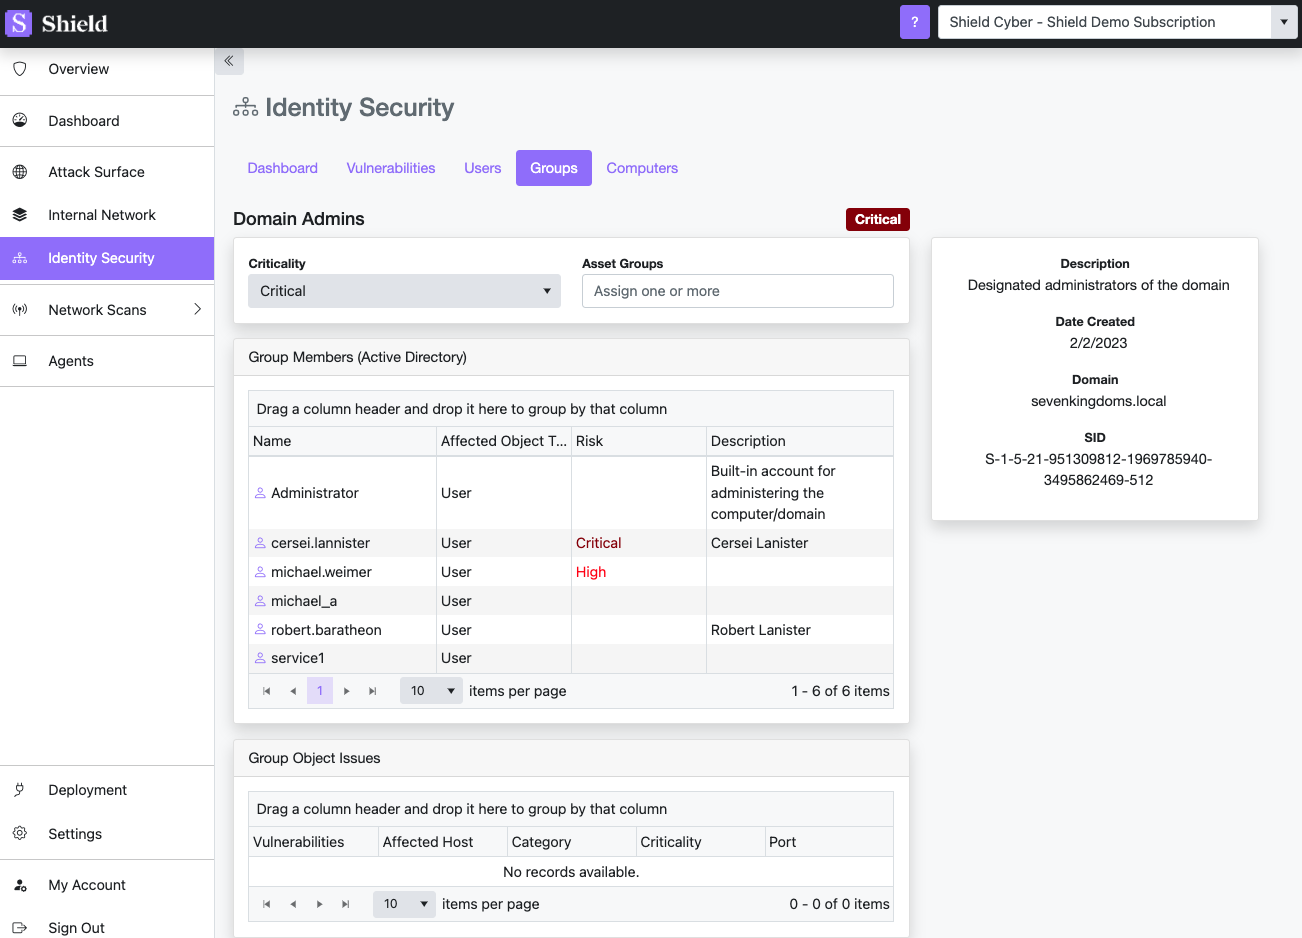 S Shield
?
Shield Cyber - Shield Demo Subscription
Overview
Dashboard
Attack Surface
Internal Network
Identity Security
Network Scans
Agents
Deployment
Settings
My Account
Sign Out
Identity Security
Dashboard Vulnerabilities Users Groups Computers
Domain Admins Critical
Criticality Asset Groups
Critical Assign one or more
Group Members (Active Directory)
Drag a column header and drop it here to group by that column
Name Affected Object T... Risk Description
Administrator User Built-in account for
administering the
computer/domain
cersei.lannister User Critical Cersei Lanister
michael.weimer User High
michael_a User
robert.baratheon User Robert Lanister
service1 User
1 10 items per page 1 - 6 of 6 items
Group Object Issues
Drag a column header and drop it here to group by that column
Vulnerabilities Affected Host Category Criticality Port
No records available.
10 items per page 0 - 0 of 0 items
Description
Designated administrators of the domain
Date Created
2/2/2023
Domain
sevenkingdoms.local
SID
S-1-5-21-951309812-1969785940-
3495862469-512